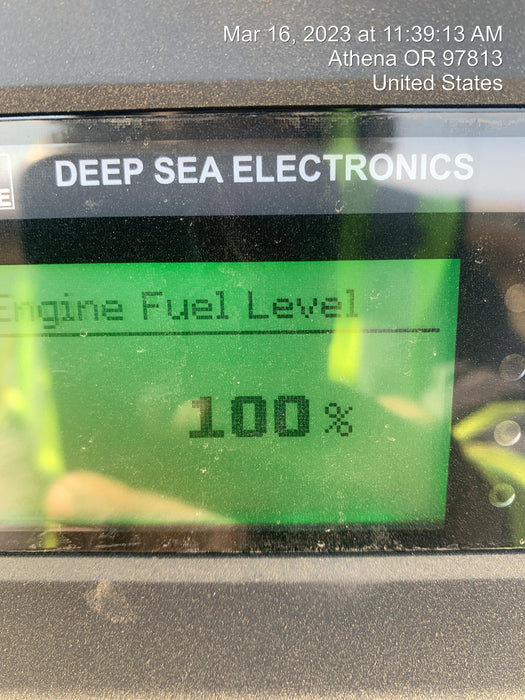 Mar 16, 2023 at 11:39:13 AM
Athena OR 97813
United States
DEEP SEA ELECTRONICS
Engine Fuel Level
100%